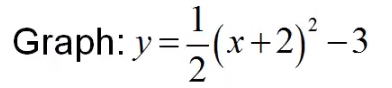 Graph: y = 1/2 (x+2)² − 3